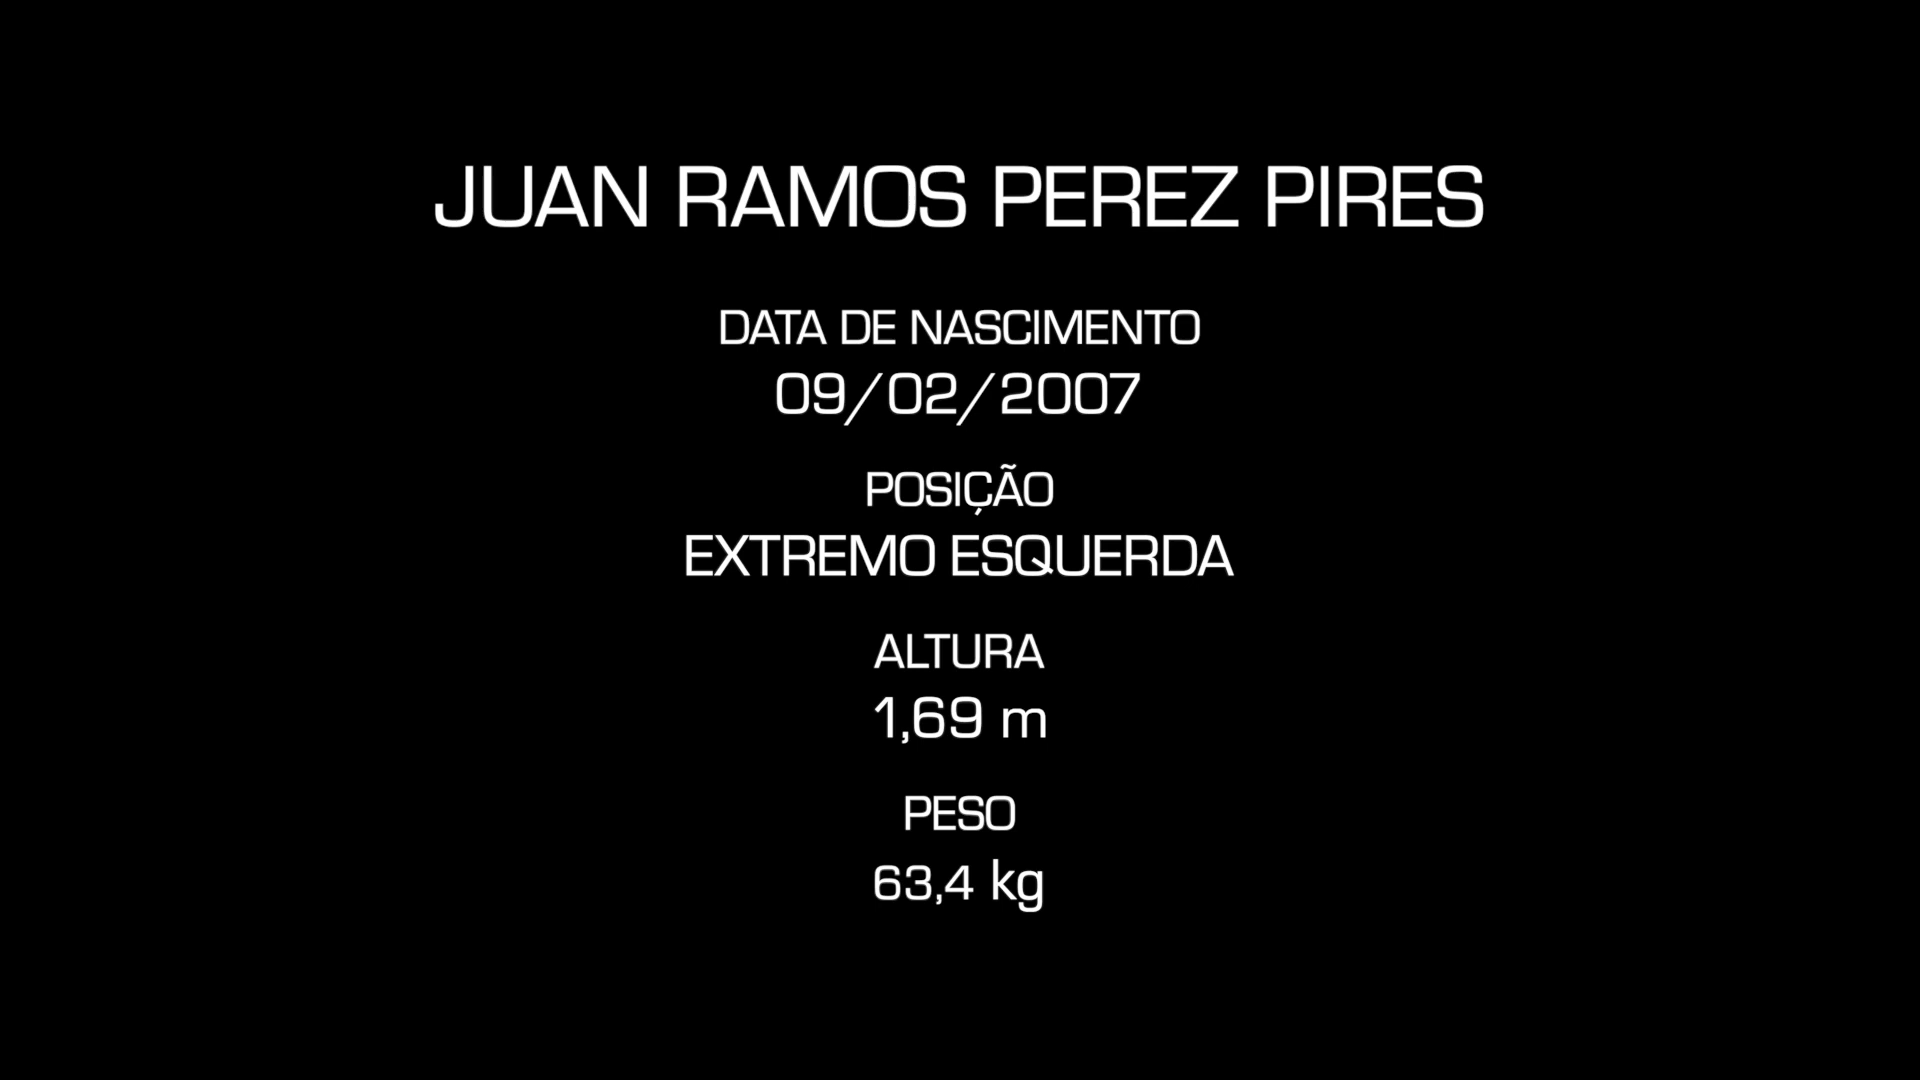 JUAN RAMOS PEREZ PIRES
DATA DE NASCIMENTO
09/02/2007
POSIÇÃO
EXTREMO ESQUERDA
ALTURA
1,69 m
PESO
63,4 kg